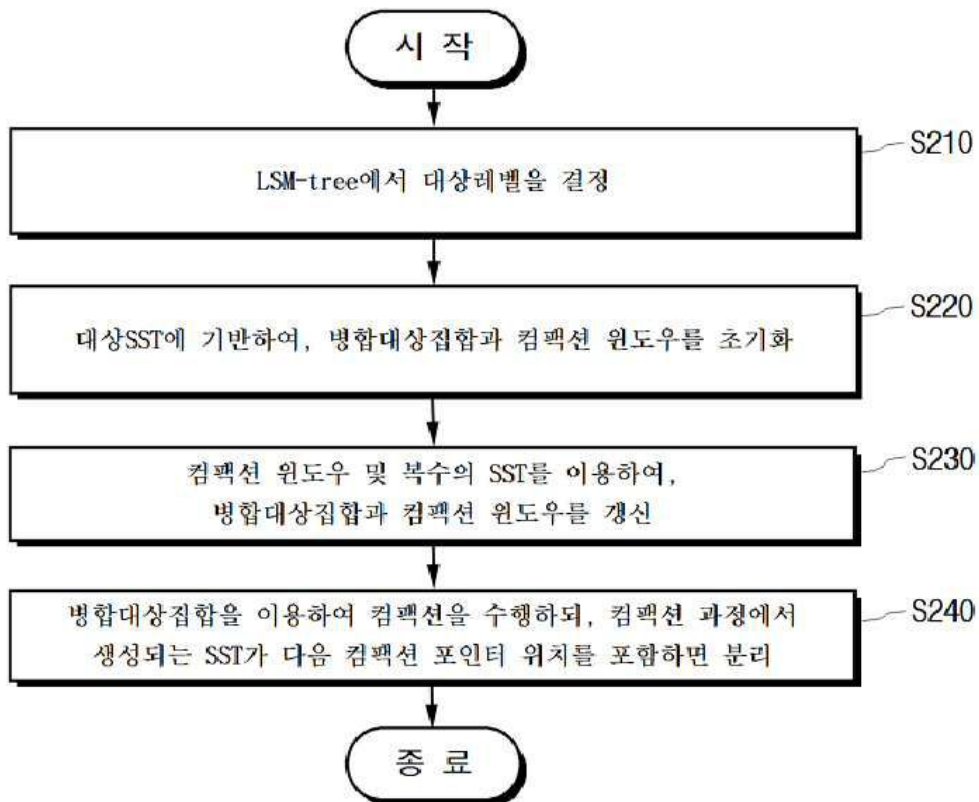 시 작
S210
LSM-tree에서 대상레벨을 결정
S220
대상SST에 기반하여, 병합대상집합과 컴팩션 윈도우를 초기화
S230
컴팩션 윈도우 및 복수의 SST를 이용하여,
병합대상집합과 컴팩션 윈도우를 갱신
S240
병합대상집합을 이용하여 컴팩션을 수행하되, 컴팩션 과정에서
생성되는 SST가 다음 컴팩션 포인터 위치를 포함하면 분리
종 료